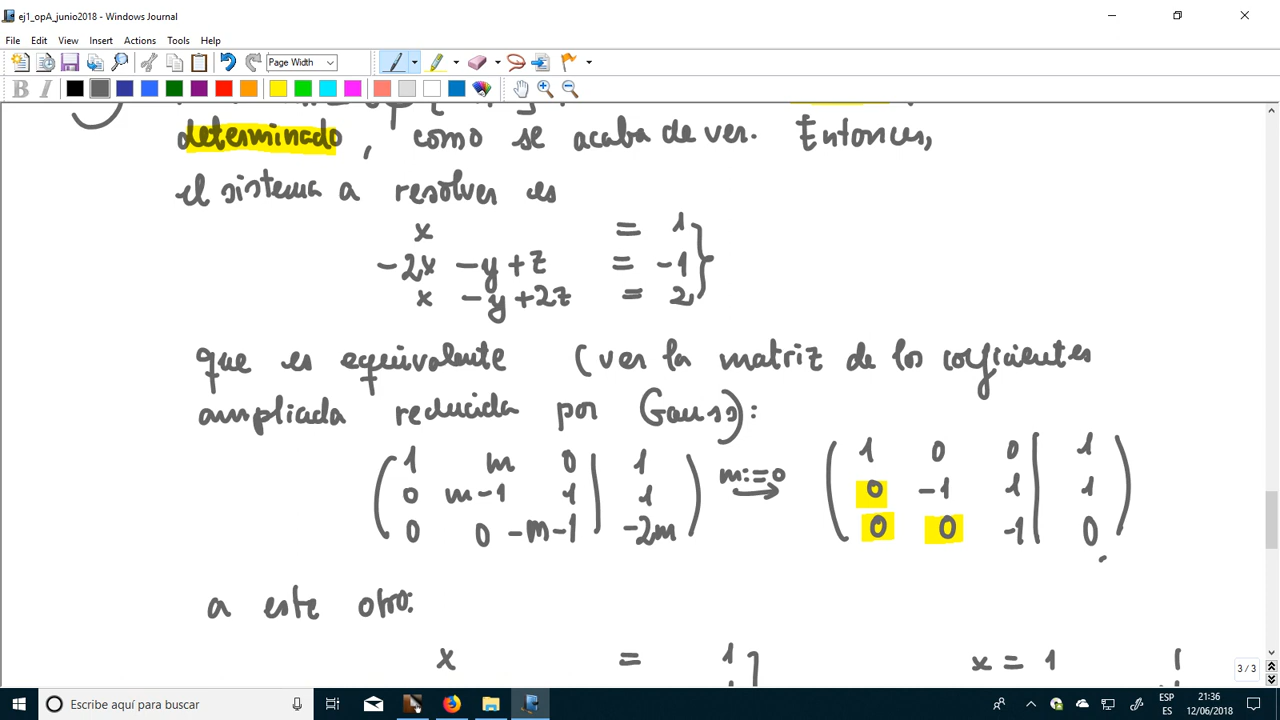 ej1_opA_junio2018 - Windows Journal
File Edit View Insert Actions Tools Help
Page Width
B I
determinado, como se acaba de ver. Entonces,
el sistema a resolver es
x = 1
-2x -y+z = -1
x -y+2z = 2
que es equivalente (ver la matriz de los coeficientes
ampliada reducida por Gauss):
1 m 0 | 1 m:=0 1 0 0 | 1
0 m-1 1 | 1 0 -1 1 | 1
0 0 -m-1 | -2m 0 0 -1 | 0
a este otro:
x = 1 x = 1
3 / 3
Escribe aquí para buscar
ESP 21:36
ES 12/06/2018